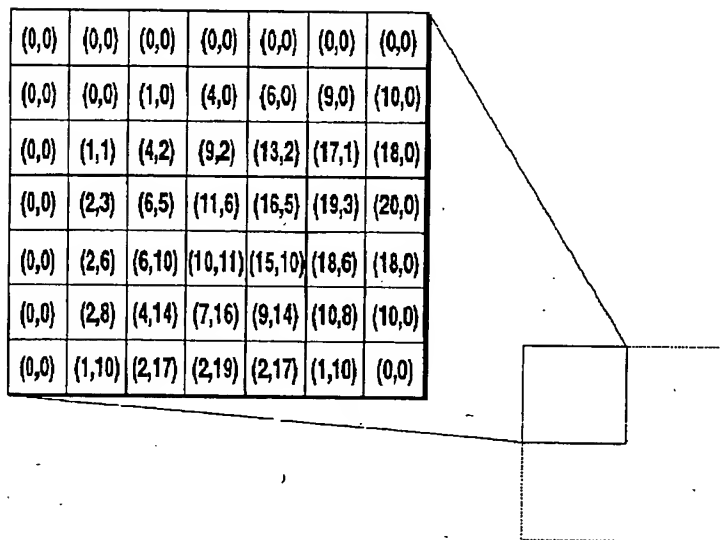 (0,0) (0,0) (0,0) (0,0) (0,0) (0,0) (0,0)
(0,0) (0,0) (1,0) (4,0) (6,0) (9,0) (10,0)
(0,0) (1,1) (4,2) (9,2) (13,2) (17,1) (18,0)
(0,0) (2,3) (6,5) (11,6) (16,5) (19,3) (20,0)
(0,0) (2,6) (6,10) (10,11) (15,10) (18,6) (18,0)
(0,0) (2,8) (4,14) (7,16) (9,14) (10,8) (10,0)
(0,0) (1,10) (2,17) (2,19) (2,17) (1,10) (0,0)